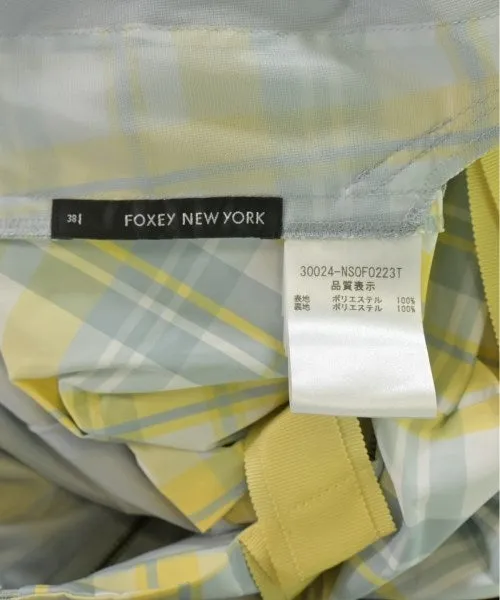 38
FOXEY NEW YORK
30024-NSOF0223T
品質表示
表地 ポリエステル 100%
裏地 ポリエステル 100%